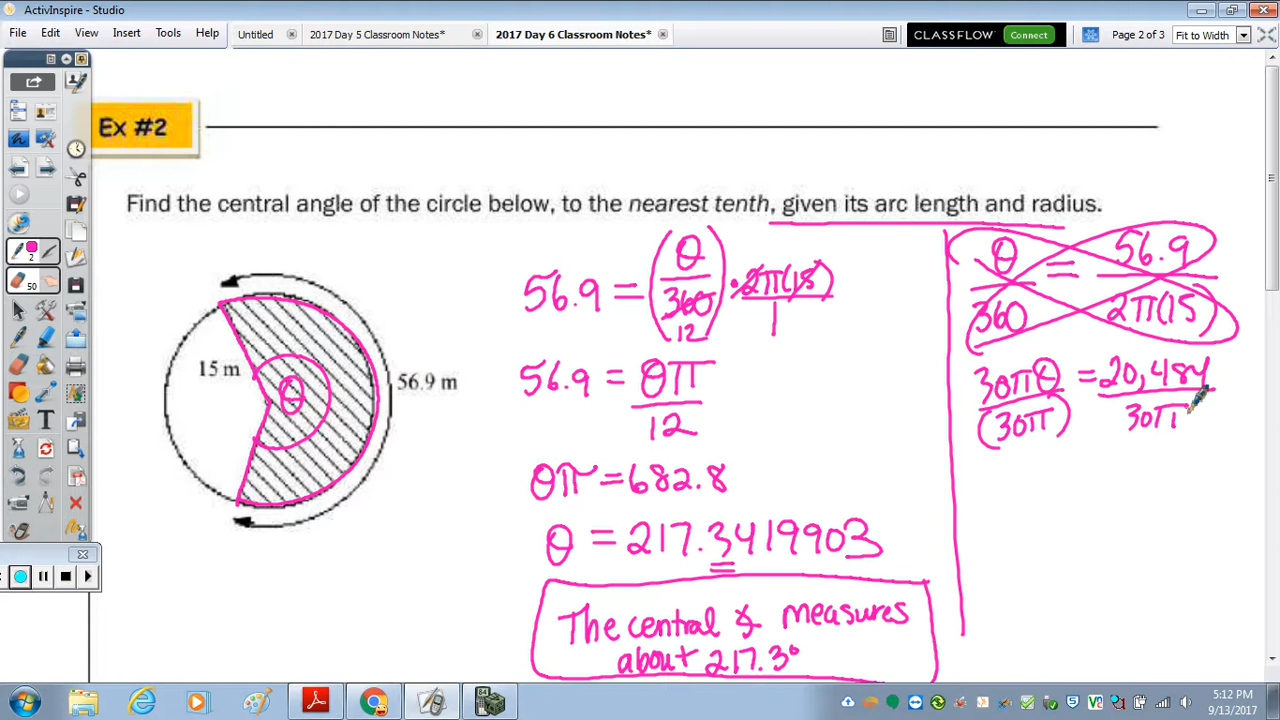 ActivInspire - Studio
File Edit View Insert Tools Help
Untitled
2017 Day 5 Classroom Notes*
2017 Day 6 Classroom Notes*
CLASSFLOW Connect
Page 2 of 3
Fit to Width
Ex #2
Find the central angle of the circle below, to the nearest tenth, given its arc length and radius.
15 m
θ
56.9 m
56.9 = (θ/360) · 2π(15)/1
12
56.9 = θπ/12
θπ = 682.8
θ = 217.3419903
The central ∡ measures
about 217.3°
θ/360 = 56.9/2π(15)
30πθ/(30π) = 20,484/30π
2
50
5:12 PM
9/13/2017